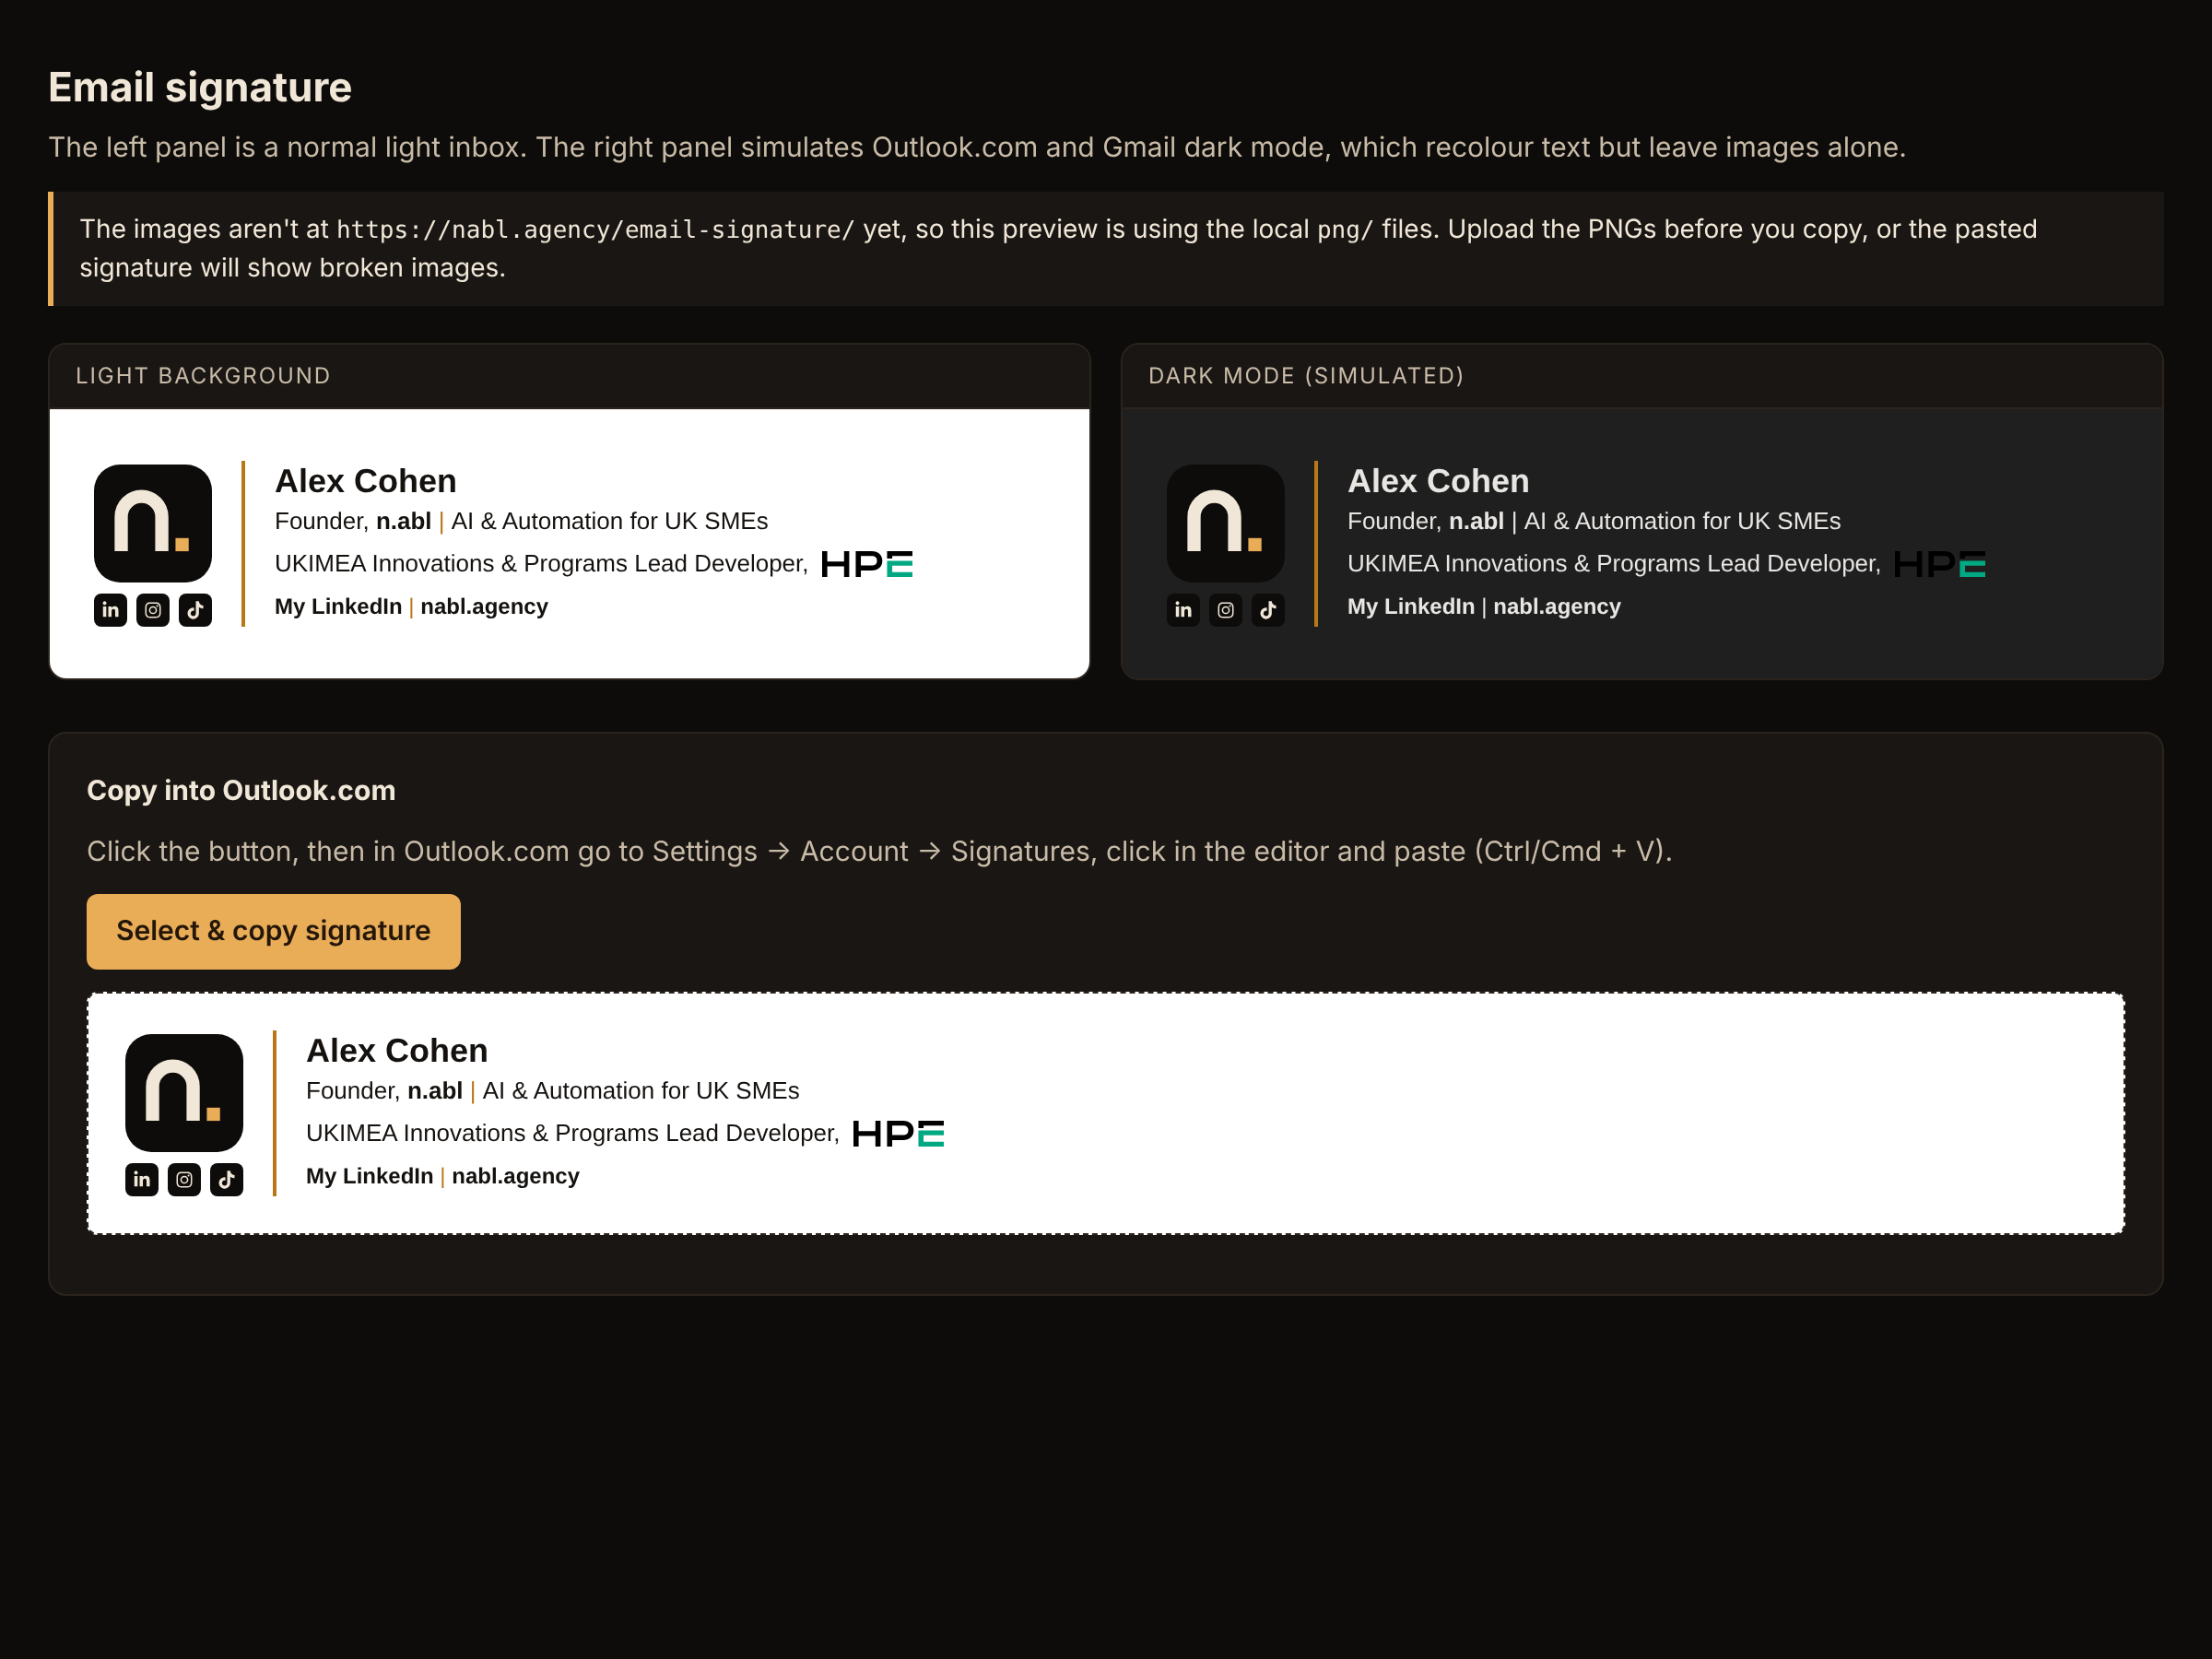 Email signature
The left panel is a normal light inbox. The right panel simulates Outlook.com and Gmail dark mode, which recolour text but leave images alone.
The images aren't at https://nabl.agency/email-signature/ yet, so this preview is using the local png/ files. Upload the PNGs before you copy, or the pasted
signature will show broken images.
LIGHT BACKGROUND
n.
in
Alex Cohen
Founder, n.abl | AI & Automation for UK SMEs
UKIMEA Innovations & Programs Lead Developer, HPE
My LinkedIn | nabl.agency
DARK MODE (SIMULATED)
n.
in
Alex Cohen
Founder, n.abl | AI & Automation for UK SMEs
UKIMEA Innovations & Programs Lead Developer, HPE
My LinkedIn | nabl.agency
Copy into Outlook.com
Click the button, then in Outlook.com go to Settings → Account → Signatures, click in the editor and paste (Ctrl/Cmd + V).
Select & copy signature
n.
in
Alex Cohen
Founder, n.abl | AI & Automation for UK SMEs
UKIMEA Innovations & Programs Lead Developer, HPE
My LinkedIn | nabl.agency